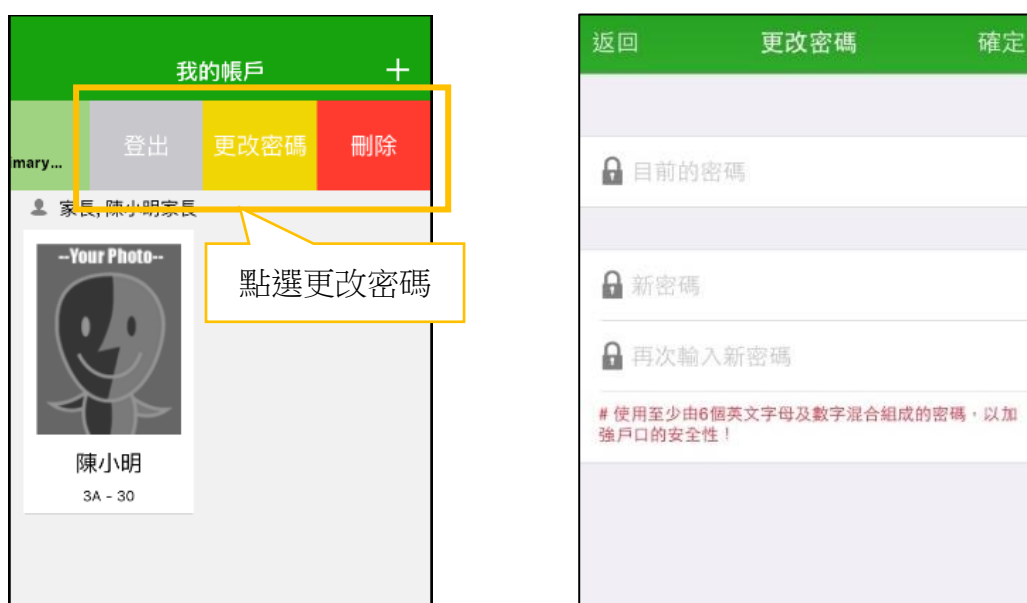 我的帳戶
+
imary...
登出
更改密碼
刪除
家長, 陳小明家長
--Your Photo--
點選更改密碼
陳小明
3A - 30
返回
更改密碼
確定
目前的密碼
新密碼
再次輸入新密碼
# 使用至少由6個英文字母及數字混合組成的密碼，以加
強戶口的安全性！